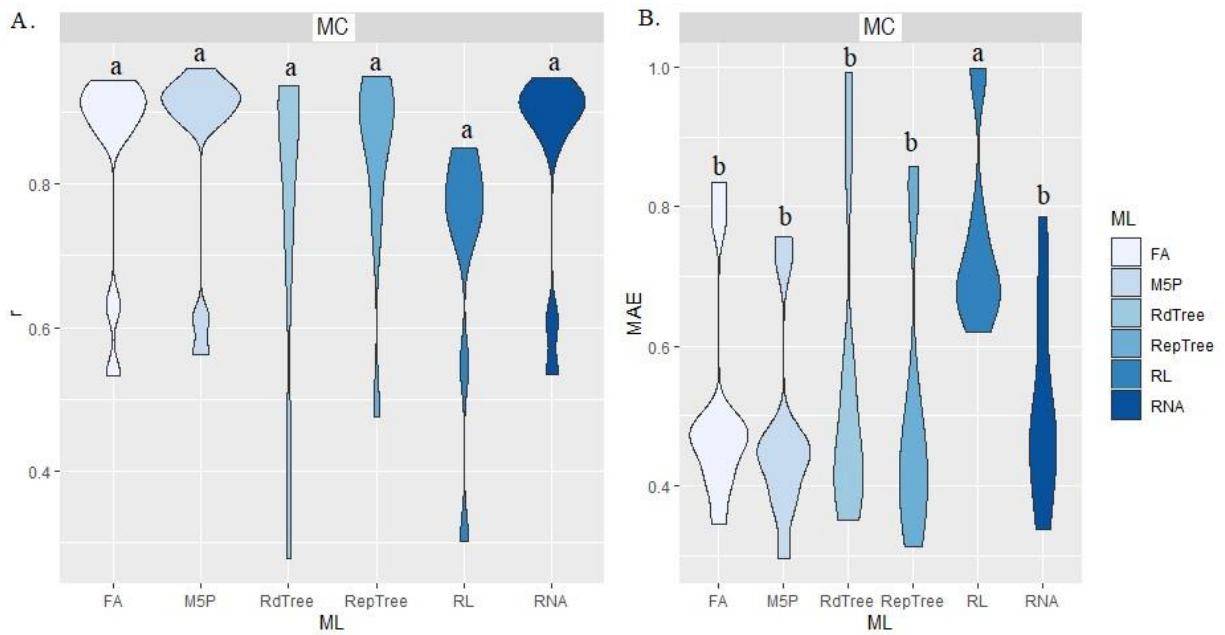 A.
MC
a a a a a a
0.8
0.6
0.4
r
FA M5P RdTree RepTree RL RNA
ML
B.
MC
b b b b a b
1.0
0.8
0.6
0.4
MAE
FA M5P RdTree RepTree RL RNA
ML
ML
FA
M5P
RdTree
RepTree
RL
RNA